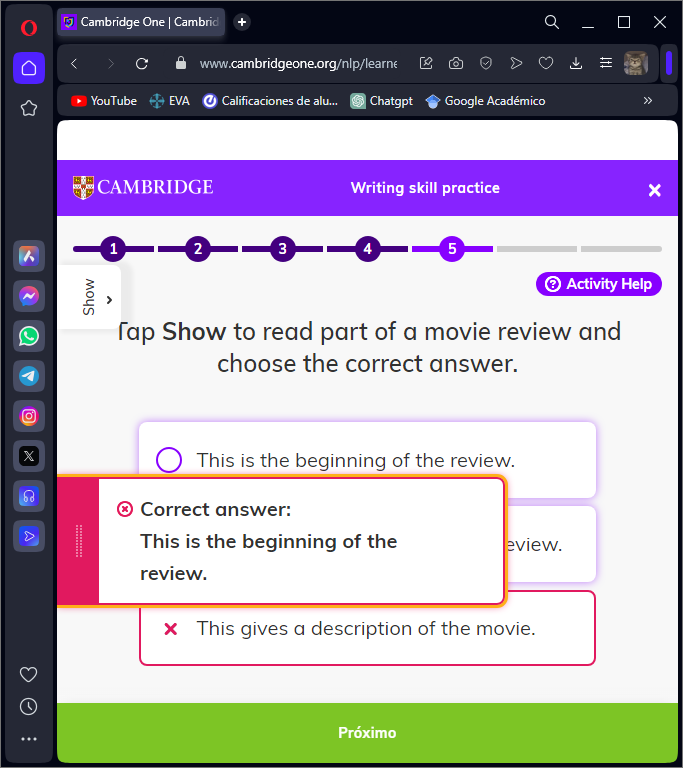 Cambridge One | Cambrid
www.cambridgeone.org/nlp/learne
YouTube
EVA
Calificaciones de alu...
Chatgpt
Google Académico
CAMBRIDGE
Writing skill practice
1
2
3
4
5
Show
Activity Help
Tap Show to read part of a movie review and
choose the correct answer.
This is the beginning of the review.
Correct answer:
This is the beginning of the
review.
eview.
This gives a description of the movie.
Próximo